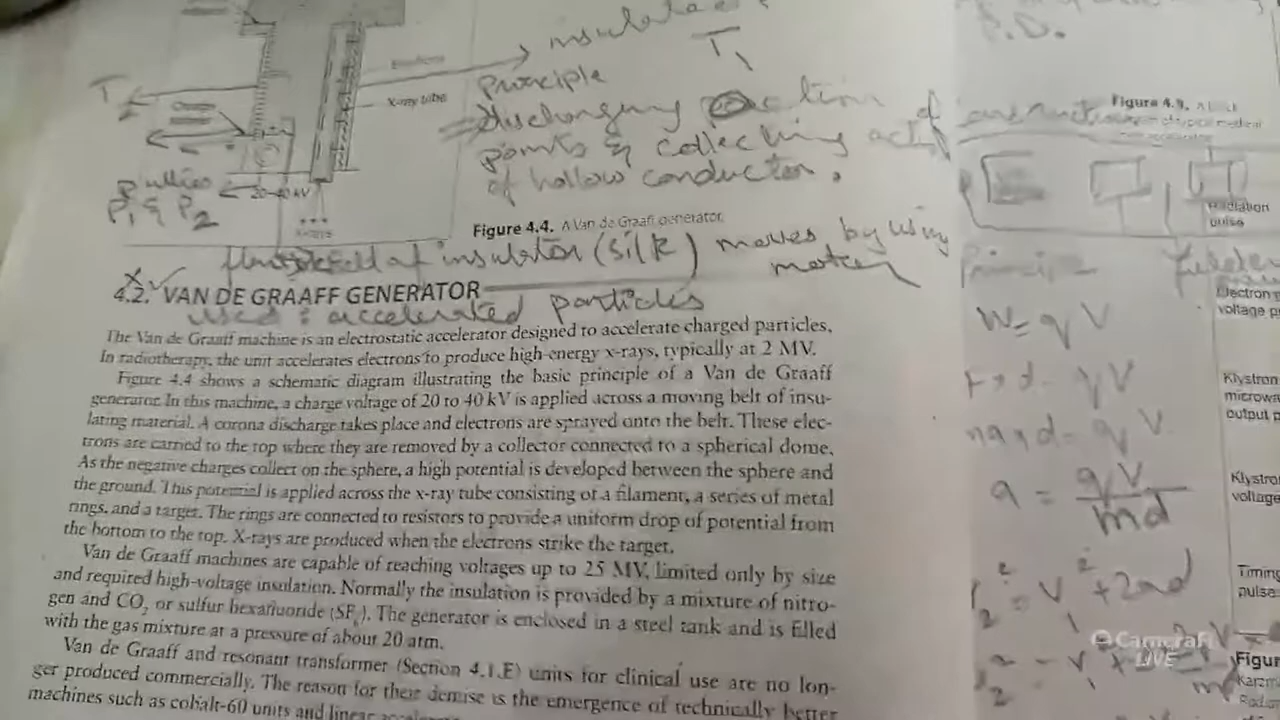 insulated
T1
T2
X-ray tube
Principle
discharging action of
points & collecting
of hollow conductor.
Pullies
P1 & P2
20-40 kV
x-rays
Figure 4.4. A Van de Graaff generator.
belt of insulator (silk) moves by using
motor
4.2. VAN DE GRAAFF GENERATOR
used : accelerated particles
The Van de Graaff machine is an electrostatic accelerator designed to accelerate charged particles.
In radiotherapy, the unit accelerates electrons to produce high-energy x-rays, typically at 2 MV.
Figure 4.4 shows a schematic diagram illustrating the basic principle of a Van de Graaff
generator. In this machine, a charge voltage of 20 to 40 kV is applied across a moving belt of insu-
lating material. A corona discharge takes place and electrons are sprayed onto the belt. These elec-
trons are carried to the top where they are removed by a collector connected to a spherical dome.
As the negative charges collect on the sphere, a high potential is developed between the sphere and
the ground. This potential is applied across the x-ray tube consisting of a filament, a series of metal
rings, and a target. The rings are connected to resistors to provide a uniform drop of potential from
the bottom to the top. X-rays are produced when the electrons strike the target.
Van de Graaff machines are capable of reaching voltages up to 25 MV, limited only by size
and required high-voltage insulation. Normally the insulation is provided by a mixture of nitro-
gen and CO2 or sulfur hexafluoride (SF6). The generator is enclosed in a steel tank and is filled
with the gas mixture at a pressure of about 20 atm.
Van de Graaff and resonant transformer (Section 4.1.E) units for clinical use are no lon-
ger produced commercially. The reason for their demise is the emergence of technically better
machines such as cobalt-60 units and linear
P.D.
Figure 4.
medical
Radiation
pulse
Principle
W = qV
a = qV/md
Electron
voltage
Klystron
microwa
output p
Klystron
voltage
Timing
pulse
CameraFi
LIVE
Figur
Karzm